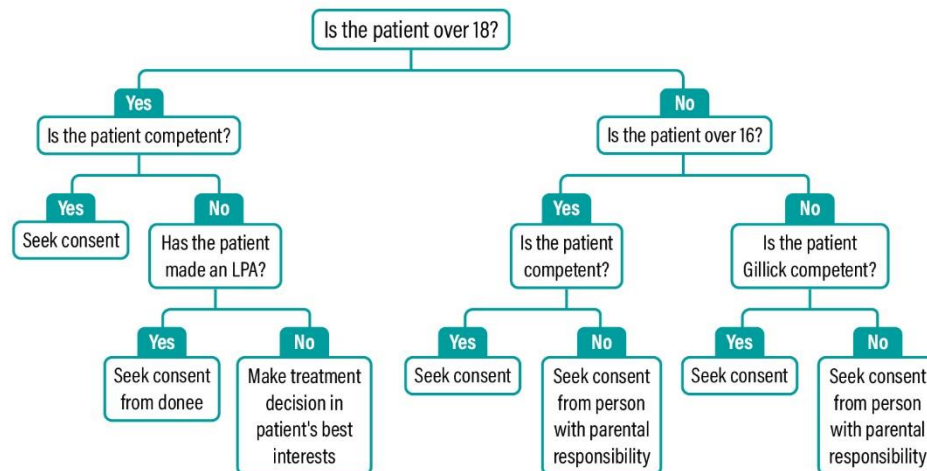 Is the patient over 18?
Yes
No
Is the patient competent?
Is the patient over 16?
Yes
No
Yes
No
Seek consent
Has the patient
made an LPA?
Is the patient
competent?
Is the patient
Gillick competent?
Yes
No
Yes
No
Yes
No
Seek consent
from donee
Make treatment
decision in
patient's best
interests
Seek consent
Seek consent
from person
with parental
responsibility
Seek consent
Seek consent
from person
with parental
responsibility